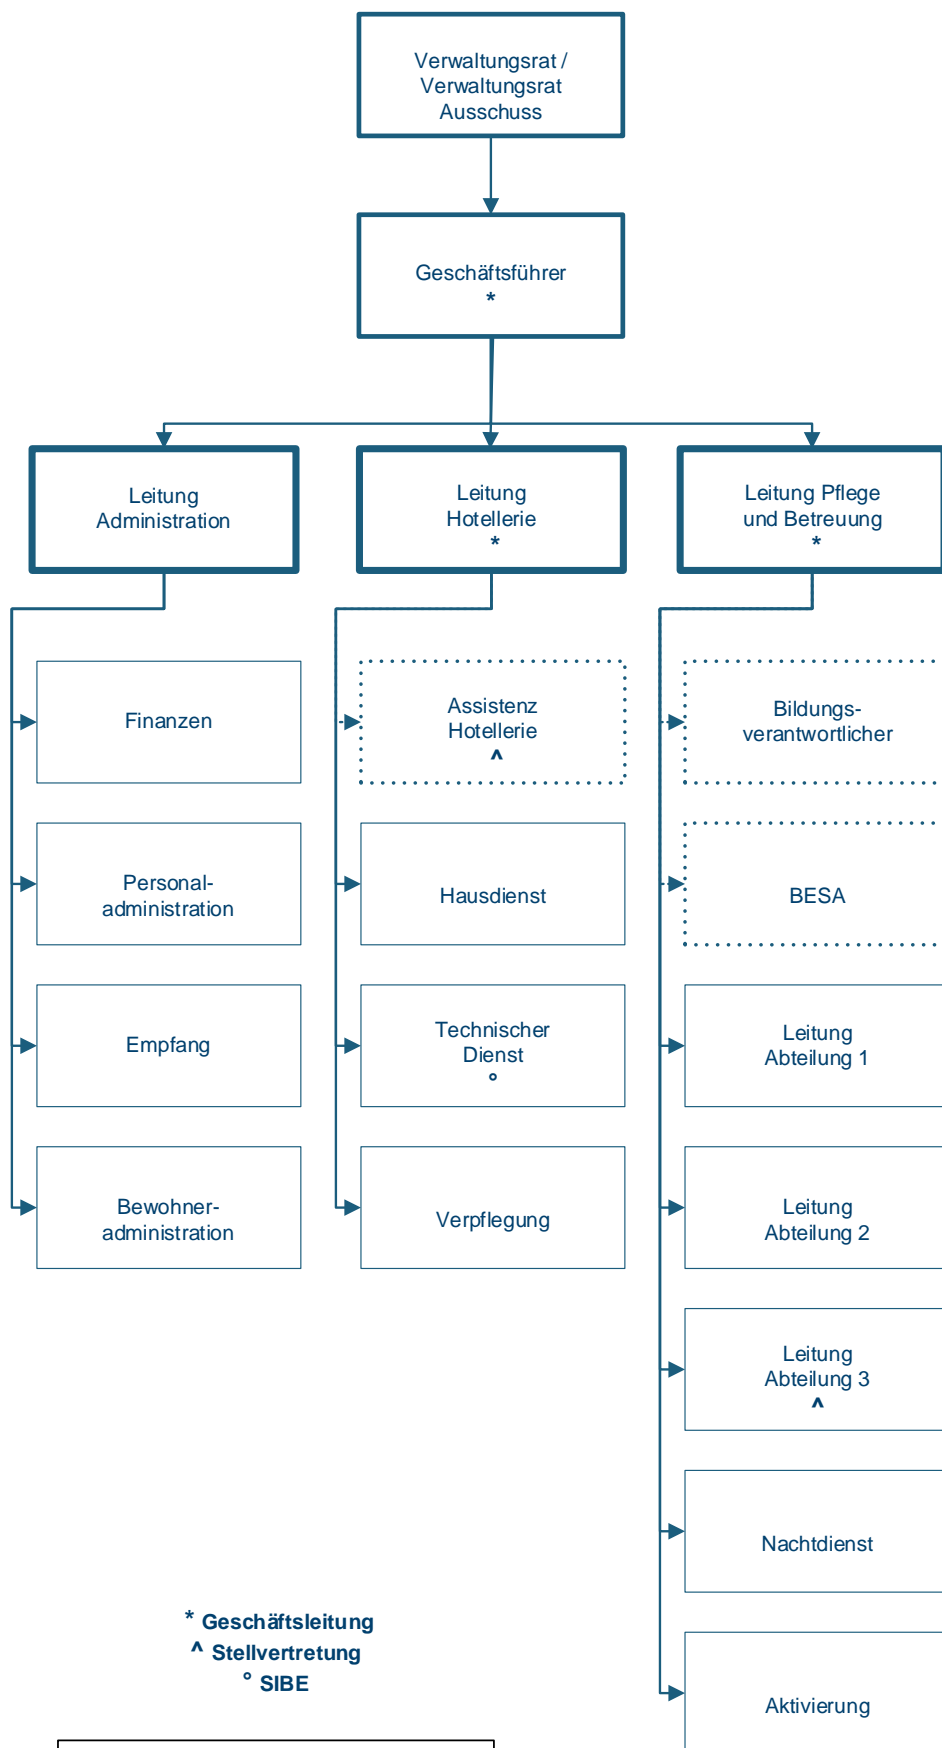 Verwaltungsrat /
Verwaltungsrat
Ausschuss
Geschäftsführer
*
Leitung
Administration
Leitung
Hotellerie
*
Leitung Pflege
und Betreuung
*
Finanzen
Personal-
administration
Empfang
Bewohner-
administration
Assistenz
Hotellerie
^
Hausdienst
Technischer
Dienst
°
Verpflegung
Bildungs-
verantwortlicher
BESA
Leitung
Abteilung 1
Leitung
Abteilung 2
Leitung
Abteilung 3
^
Nachtdienst
Aktivierung
* Geschäftsleitung
^ Stellvertretung
° SIBE